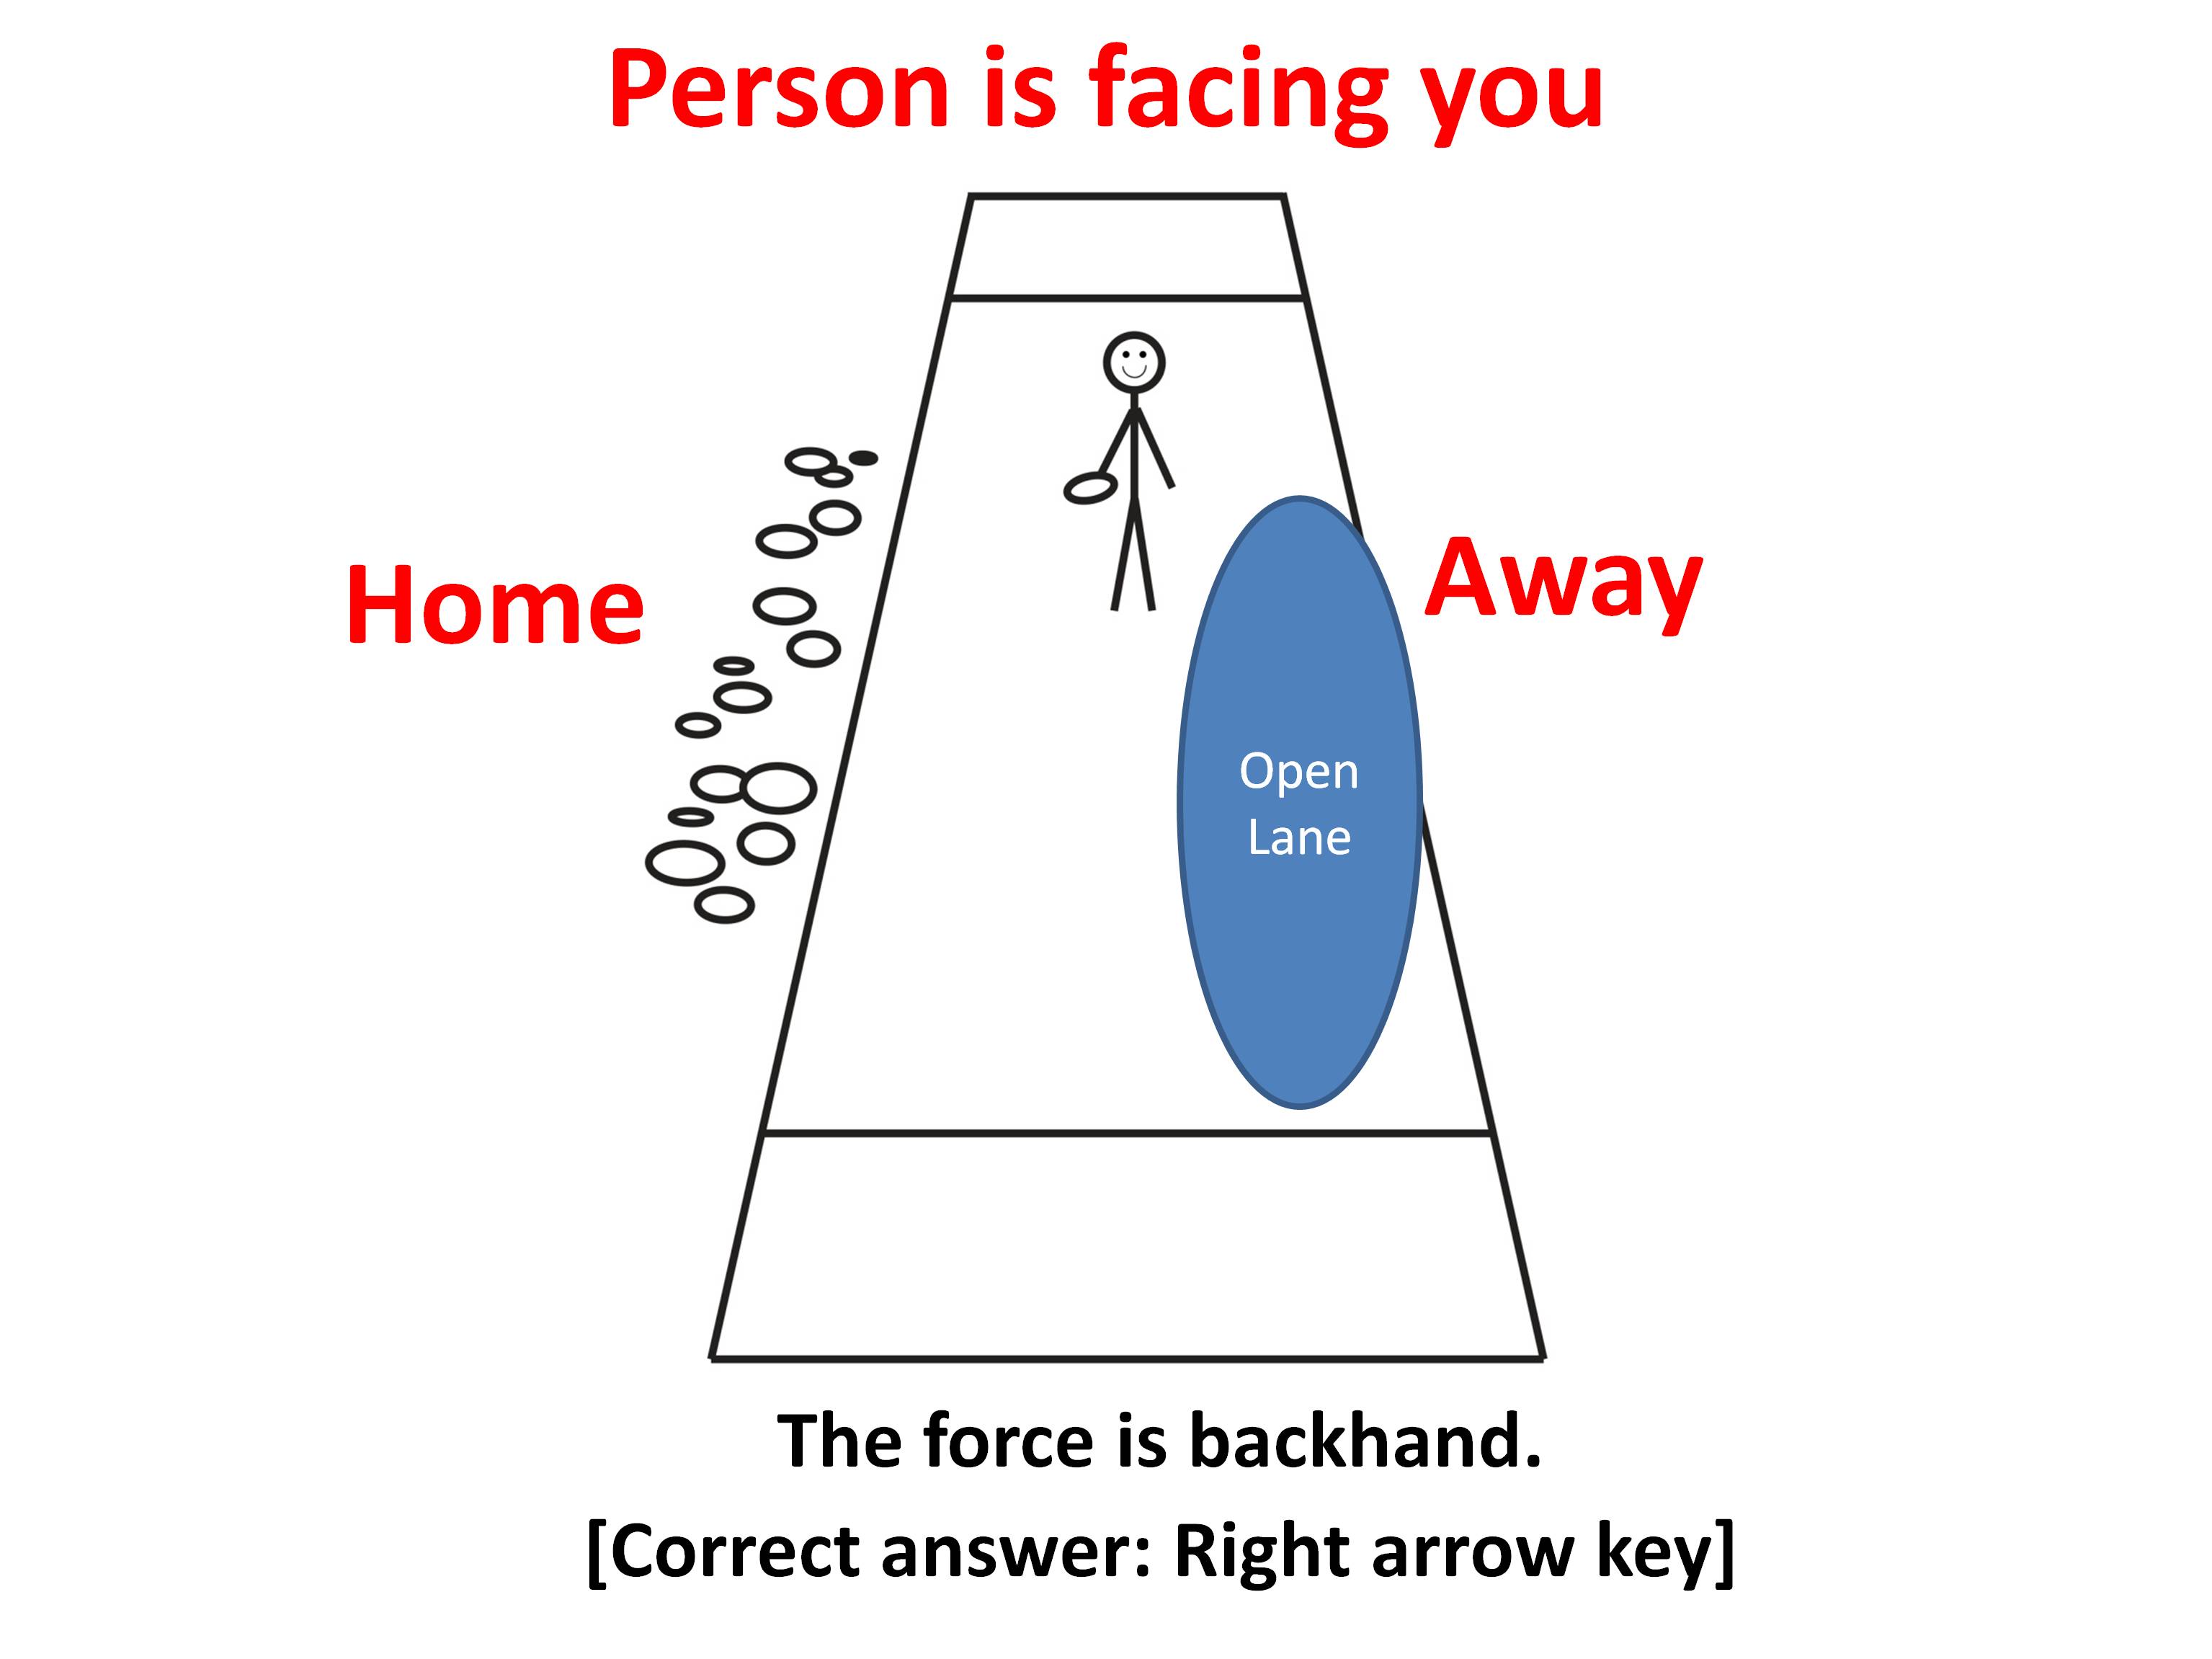 Person is facing you
Home
Away
Open
Lane
The force is backhand.
[Correct answer: Right arrow key]